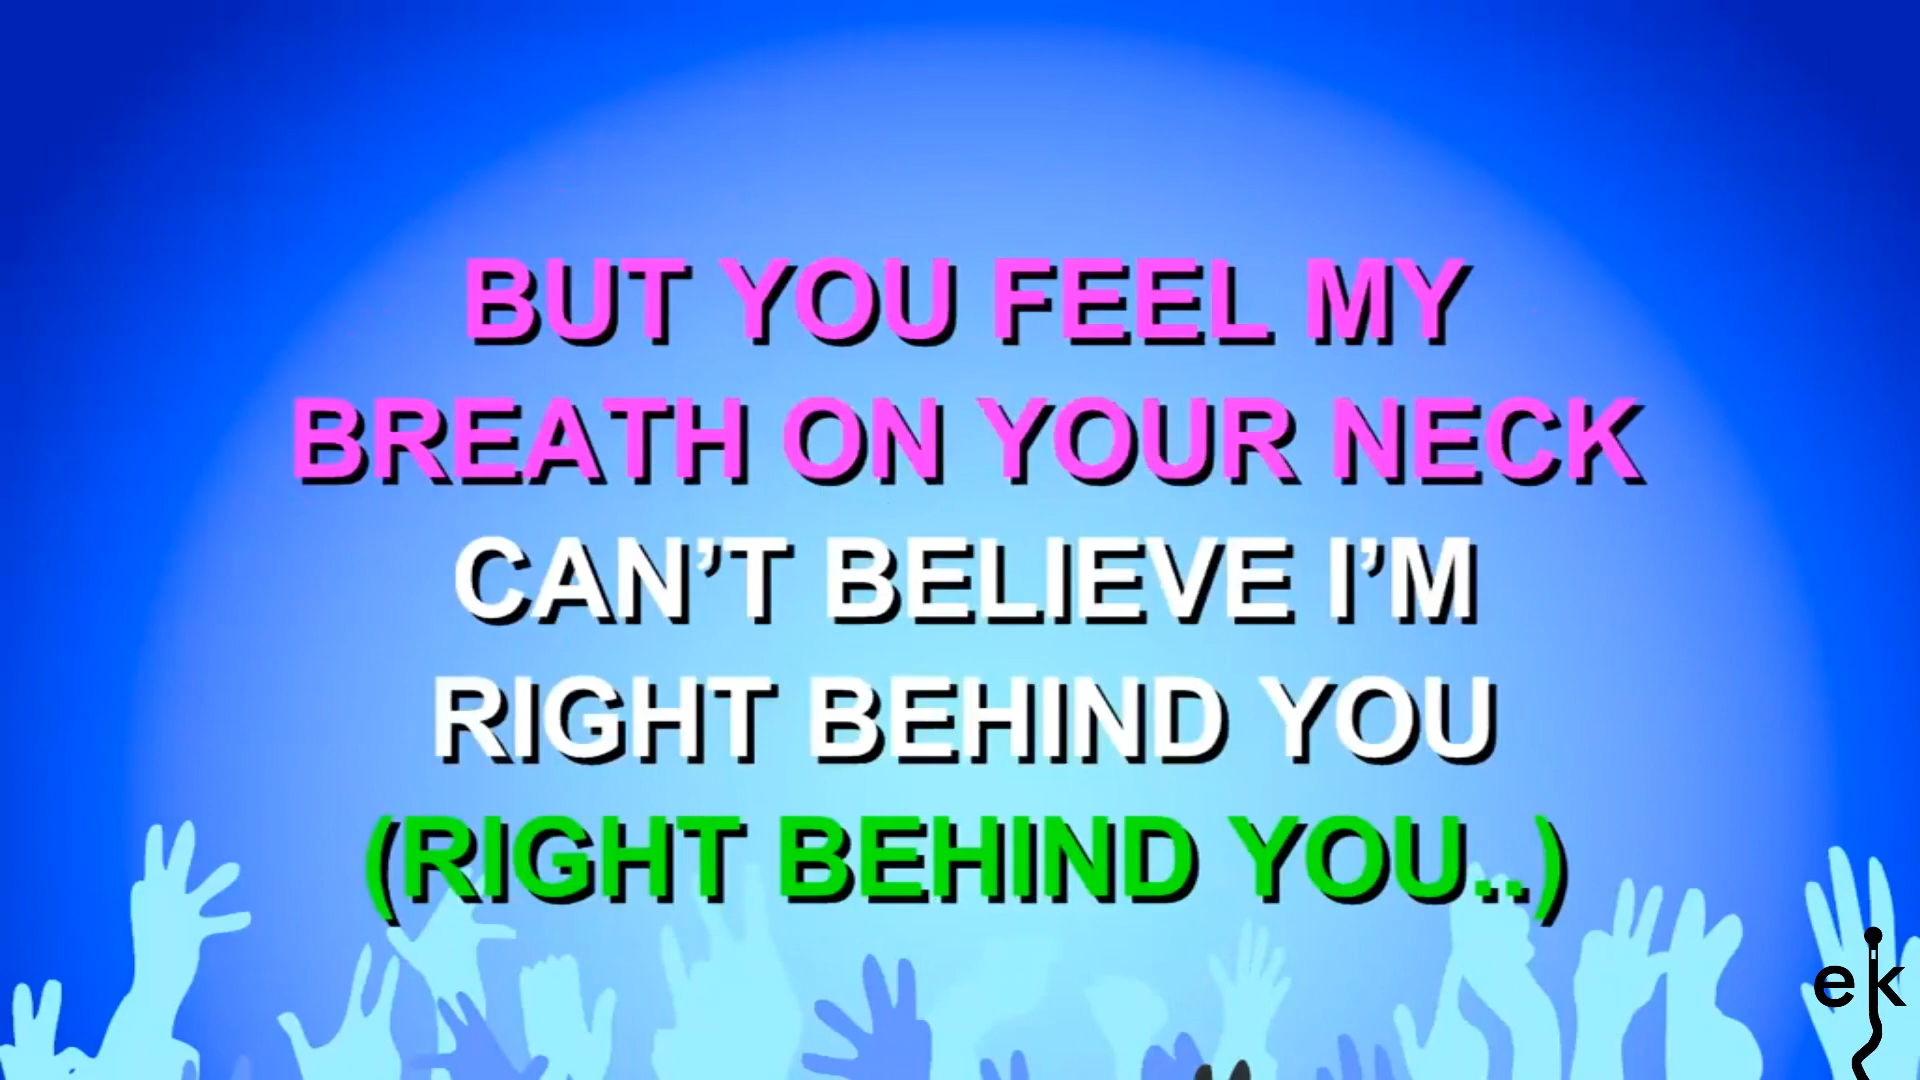 BUT YOU FEEL MY
BREATH ON YOUR NECK
CAN’T BELIEVE I’M
RIGHT BEHIND YOU
(RIGHT BEHIND YOU..)
ek